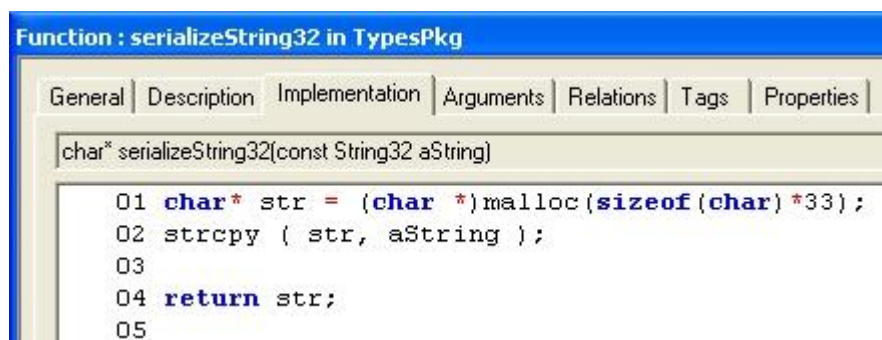 Function : serializeString32 in TypesPkg
General Description Implementation Arguments Relations Tags Properties
char* serializeString32(const String32 aString)
01 char* str = (char *)malloc(sizeof(char)*33);
02 strcpy ( str, aString );
03
04 return str;
05